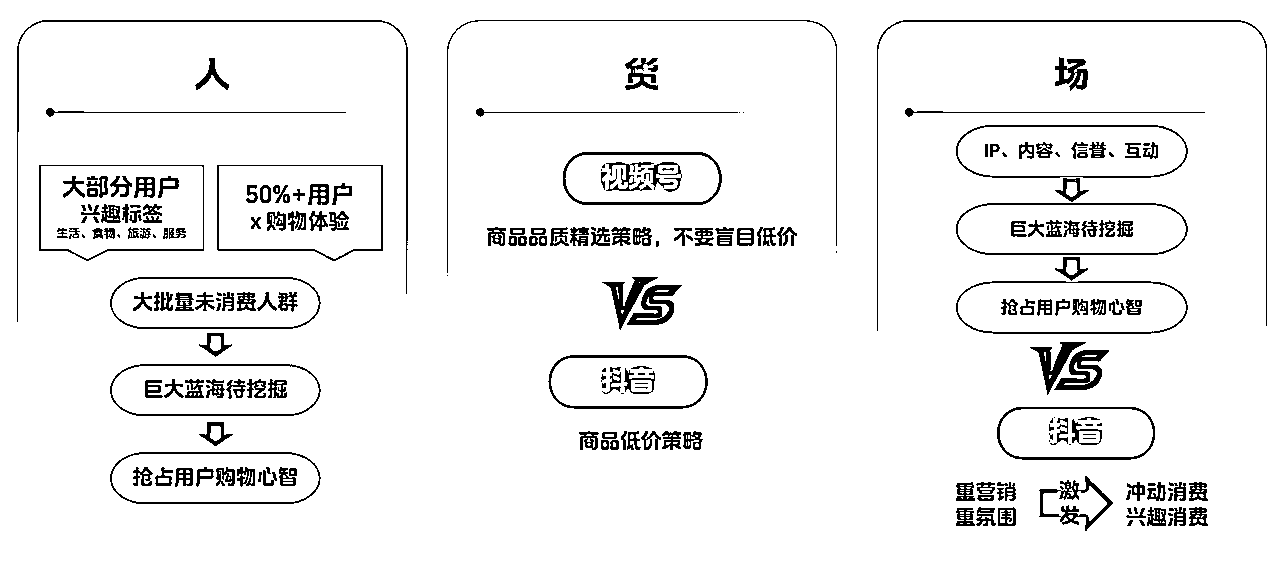 人
大部分用户
兴趣标签
生活、食物、旅游、服务
50%+用户
x 购物体验
大批量未消费人群
巨大蓝海待挖掘
抢占用户购物心智
货
视频号
商品品质精选策略，不要盲目低价
VS
抖音
商品低价策略
场
IP、内容、信誉、互动
巨大蓝海待挖掘
抢占用户购物心智
VS
抖音
重营销
重氛围
激发
冲动消费
兴趣消费